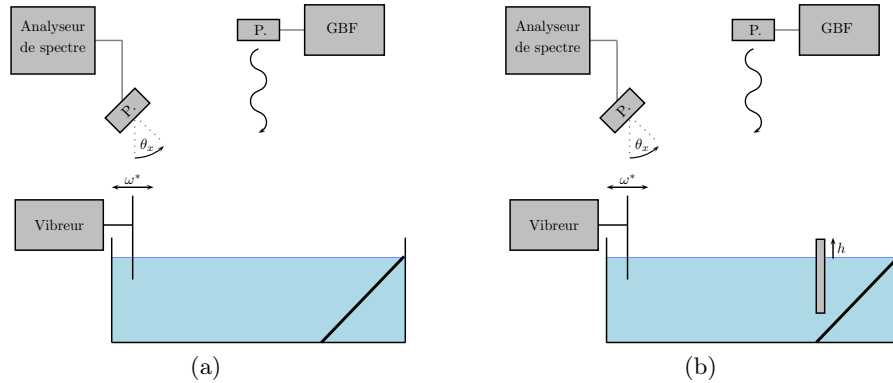 Analyseur
de spectre
P.
GBF
P.
θx
ω*
Vibreur
(a)
Analyseur
de spectre
P.
GBF
P.
θx
ω*
Vibreur
h
(b)